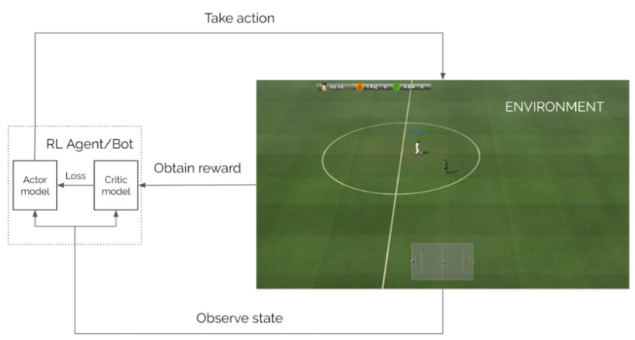 Take action
ENVIRONMENT
RL Agent/Bot
Actor
model
Loss
Critic
model
Obtain reward
Observe state